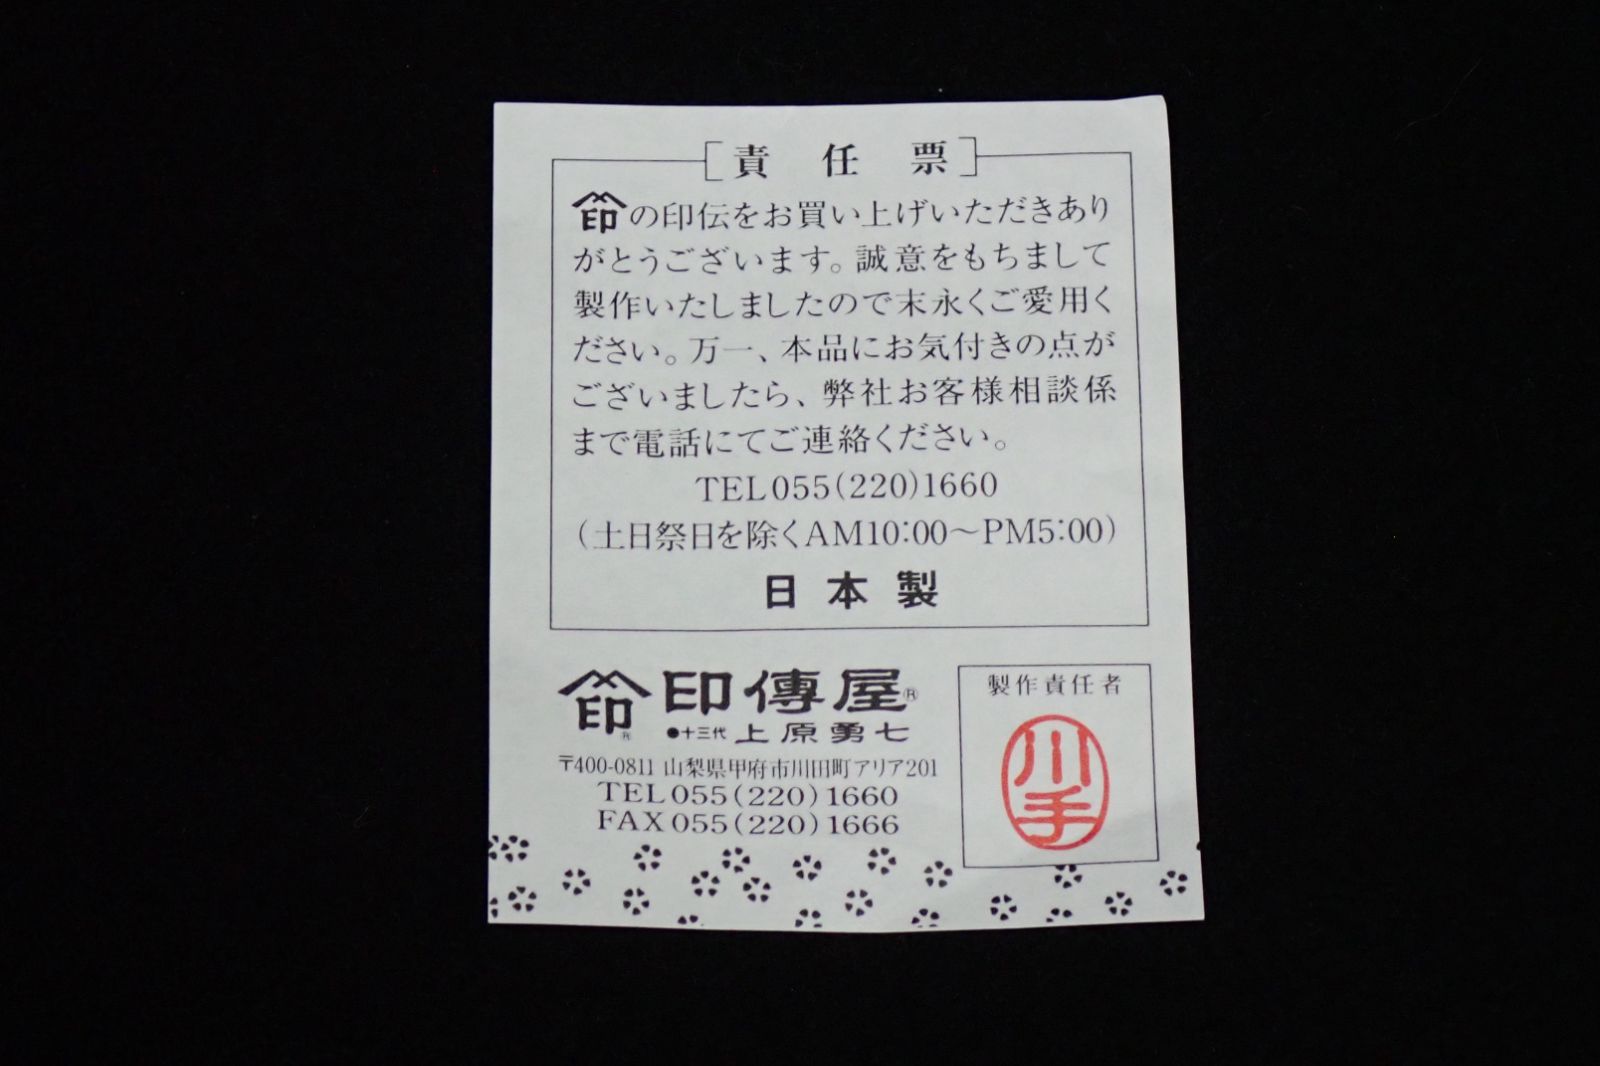 ［責任票］
印の印伝をお買い上げいただきあり
がとうございます。誠意をもちまして
製作いたしましたので末永くご愛用く
ださい。万一、本品にお気付きの点が
ございましたら、弊社お客様相談係
まで電話にてご連絡ください。
TEL055(220)1660
(土日祭日を除くAM10:00〜PM5:00)
日本製
印 印傳屋®
●十三代 上原勇七
〒400-0811 山梨県甲府市川田町アリア201
TEL055(220)1660
FAX055(220)1666
製作責任者
川手